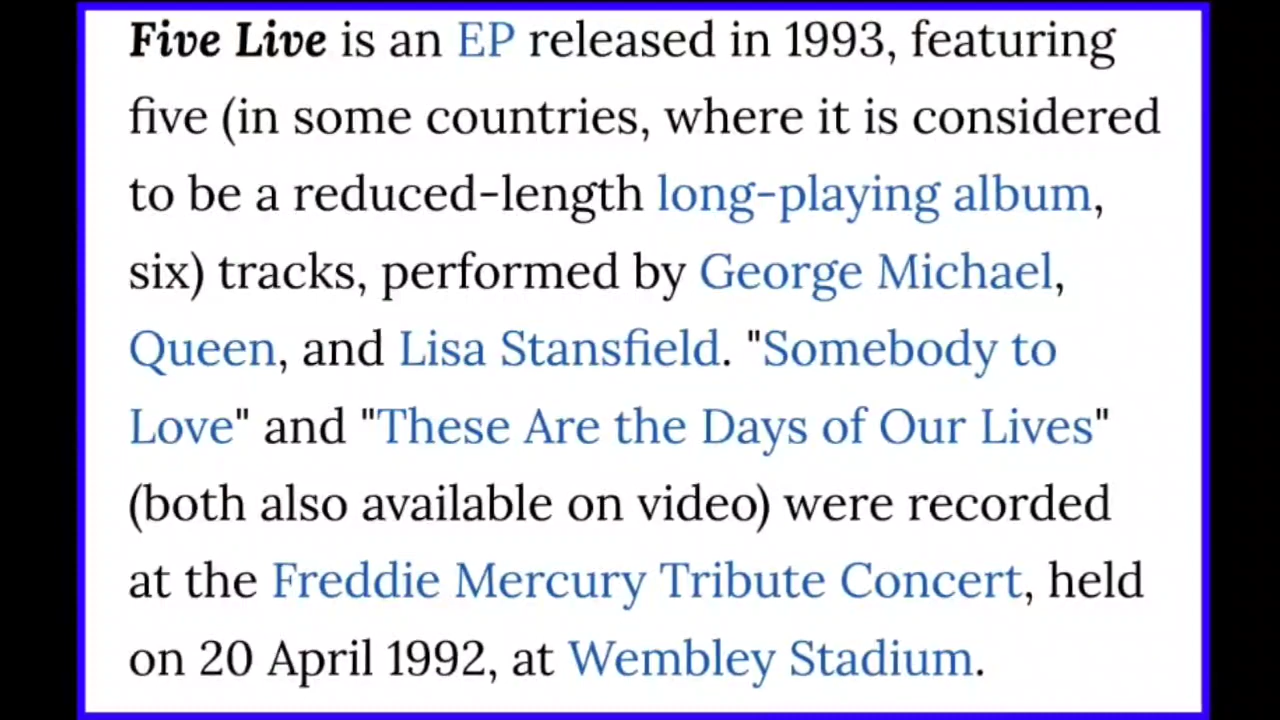 Five Live is an EP released in 1993, featuring
five (in some countries, where it is considered
to be a reduced-length long-playing album,
six) tracks, performed by George Michael,
Queen, and Lisa Stansfield. "Somebody to
Love" and "These Are the Days of Our Lives"
(both also available on video) were recorded
at the Freddie Mercury Tribute Concert, held
on 20 April 1992, at Wembley Stadium.